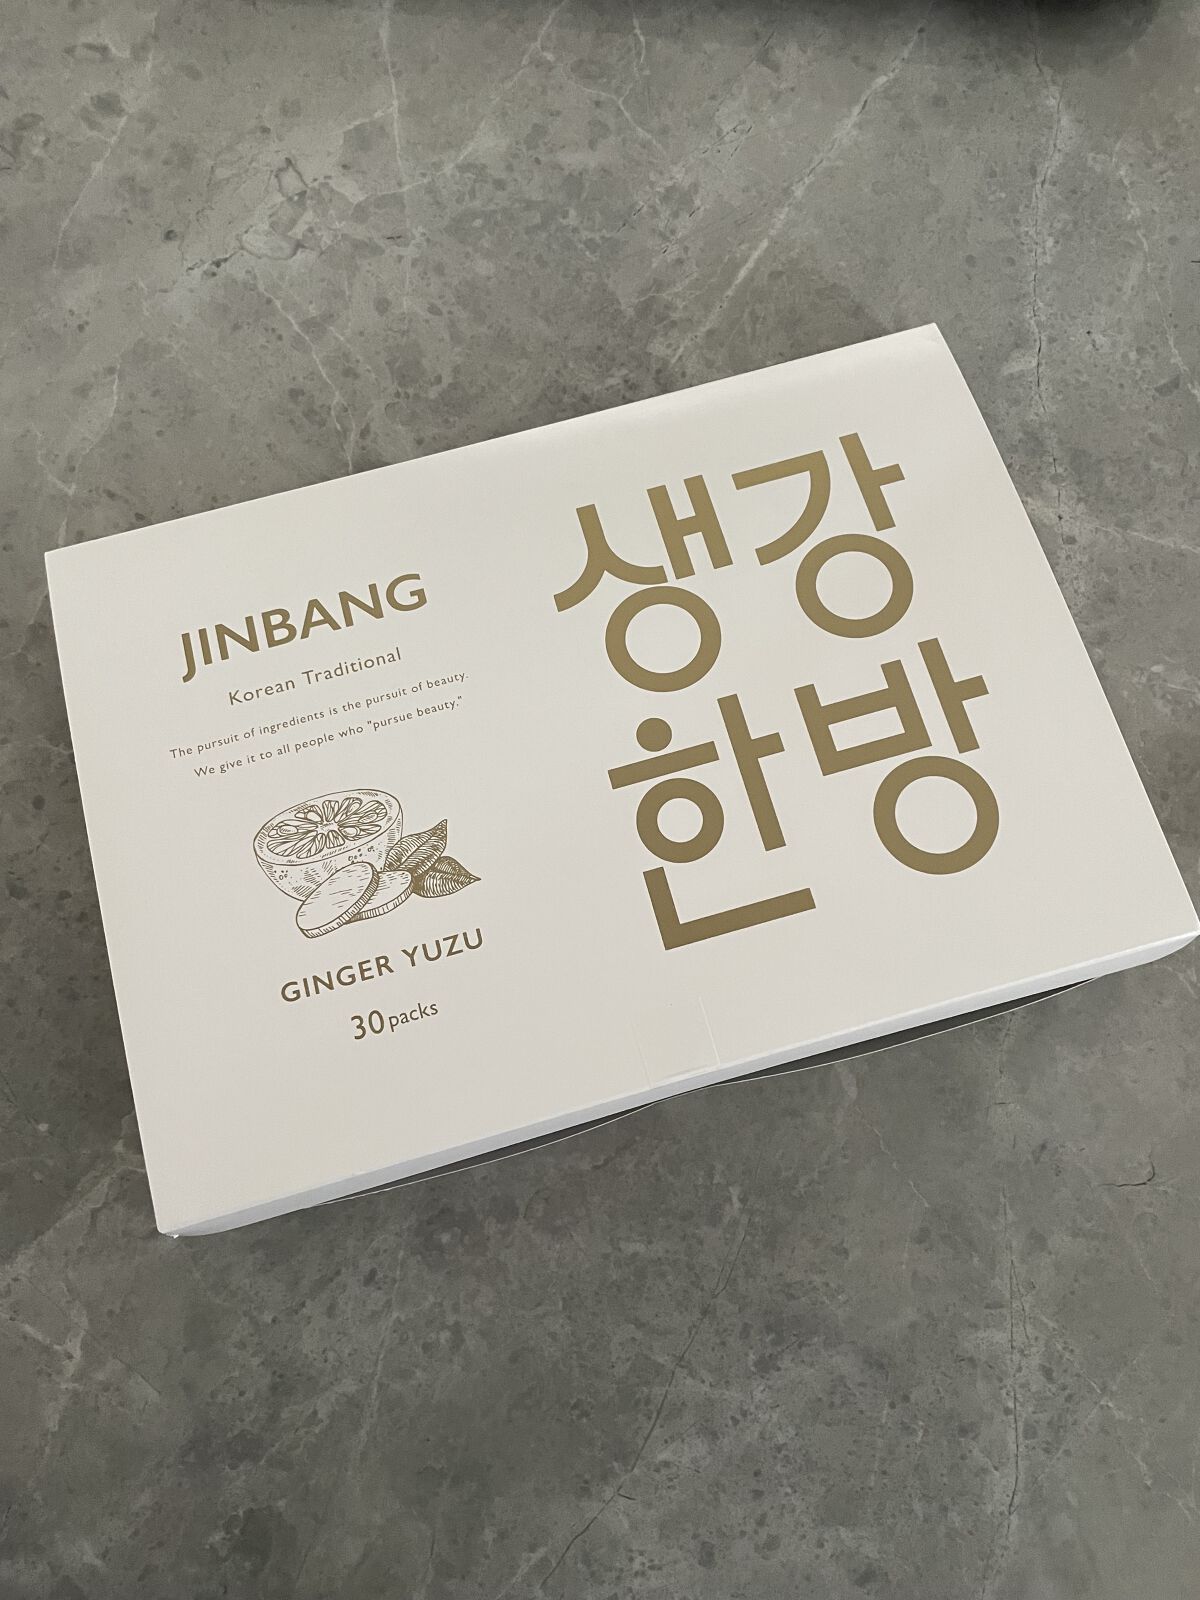 JINBANG
Korean Traditional
The pursuit of ingredients is the pursuit of beauty.
We give it to all people who "pursue beauty."
GINGER YUZU
30 packs
생강
한방